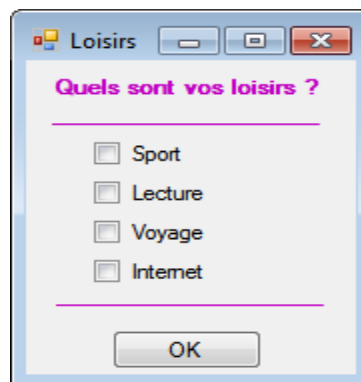 Loisirs
Quels sont vos loisirs ?
Sport
Lecture
Voyage
Internet
OK